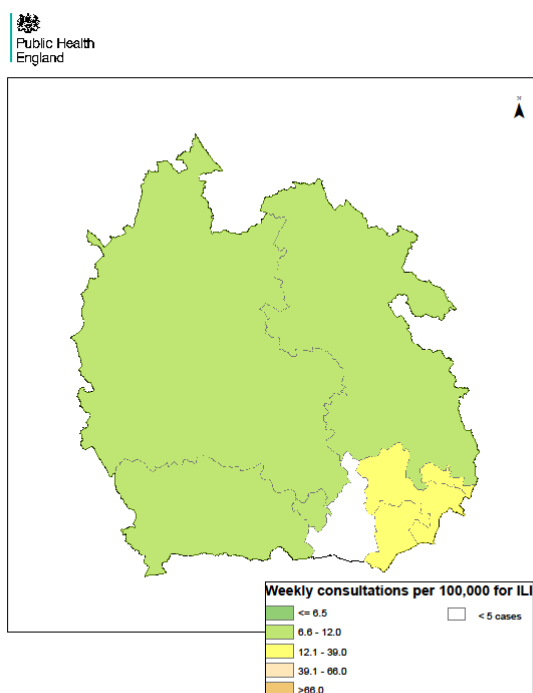 Public Health
England
N
Weekly consultations per 100,000 for ILI
<= 6.5
< 5 cases
6.6 - 12.0
12.1 - 39.0
39.1 - 66.0
>66.0